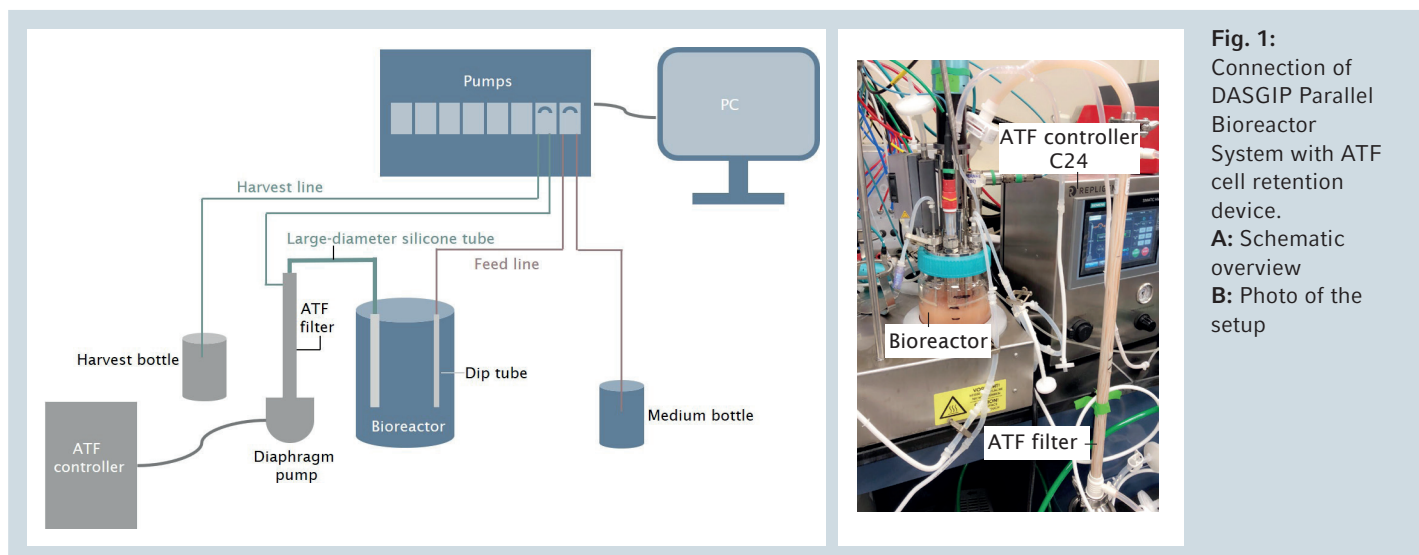 Pumps
PC
Harvest line
Large-diameter silicone tube
Feed line
ATF
filter
Harvest bottle
Dip tube
Medium bottle
Bioreactor
ATF
controller
Diaphragm
pump
ATF controller
C24
REPLIGEN
Bioreactor
ATF filter
Fig. 1:
Connection of
DASGIP Parallel
Bioreactor
System with ATF
cell retention
device.
A: Schematic
overview
B: Photo of the
setup